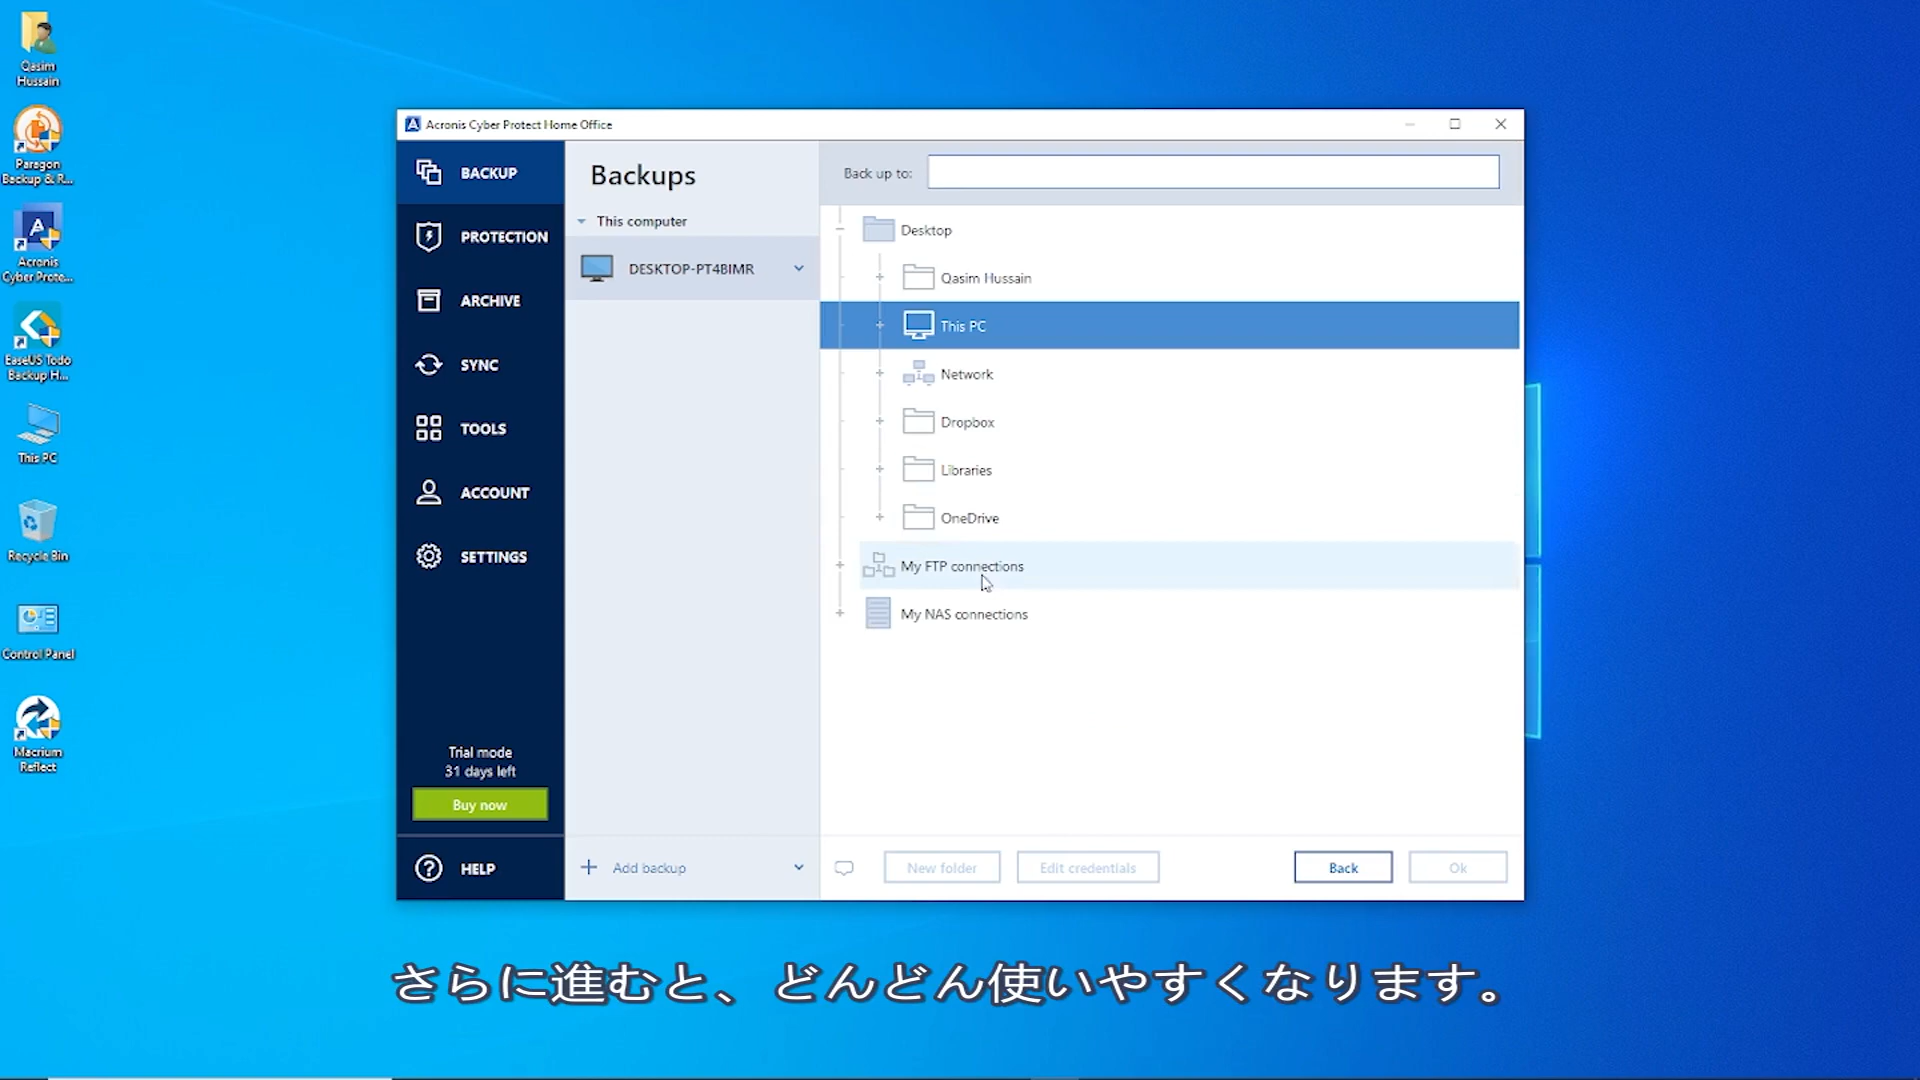 Qasim
Hussain
Paragon
Backup & R...
Acronis
Cyber Prote...
EaseUS Todo
Backup H...
This PC
Recycle Bin
Control Panel
Macrium
Reflect
Acronis Cyber Protect Home Office
BACKUP
PROTECTION
ARCHIVE
SYNC
TOOLS
ACCOUNT
SETTINGS
Trial mode
31 days left
Buy now
HELP
Backups
This computer
DESKTOP-PT4BIMR
Add backup
Back up to:
Desktop
Qasim Hussain
This PC
Network
Dropbox
Libraries
OneDrive
My FTP connections
My NAS connections
New folder
Edit credentials
Back
Ok
さらに進むと、どんどん使いやすくなります。